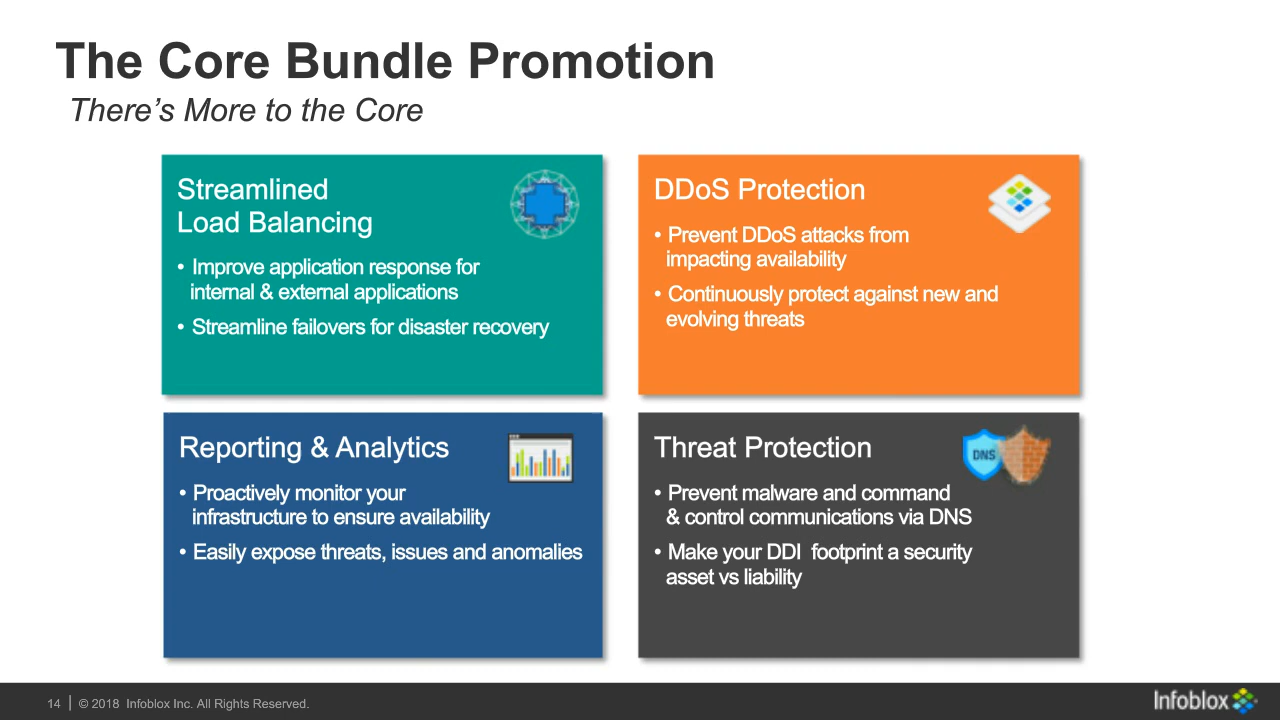 The Core Bundle Promotion
There’s More to the Core
Streamlined
Load Balancing
• Improve application response for
internal & external applications
• Streamline failovers for disaster recovery
DDoS Protection
• Prevent DDoS attacks from
impacting availability
• Continuously protect against new and
evolving threats
Reporting & Analytics
• Proactively monitor your
infrastructure to ensure availability
• Easily expose threats, issues and anomalies
Threat Protection
DNS
• Prevent malware and command
& control communications via DNS
• Make your DDI  footprint a security
asset vs liability
14 | © 2018 Infoblox Inc. All Rights Reserved.
Infoblox